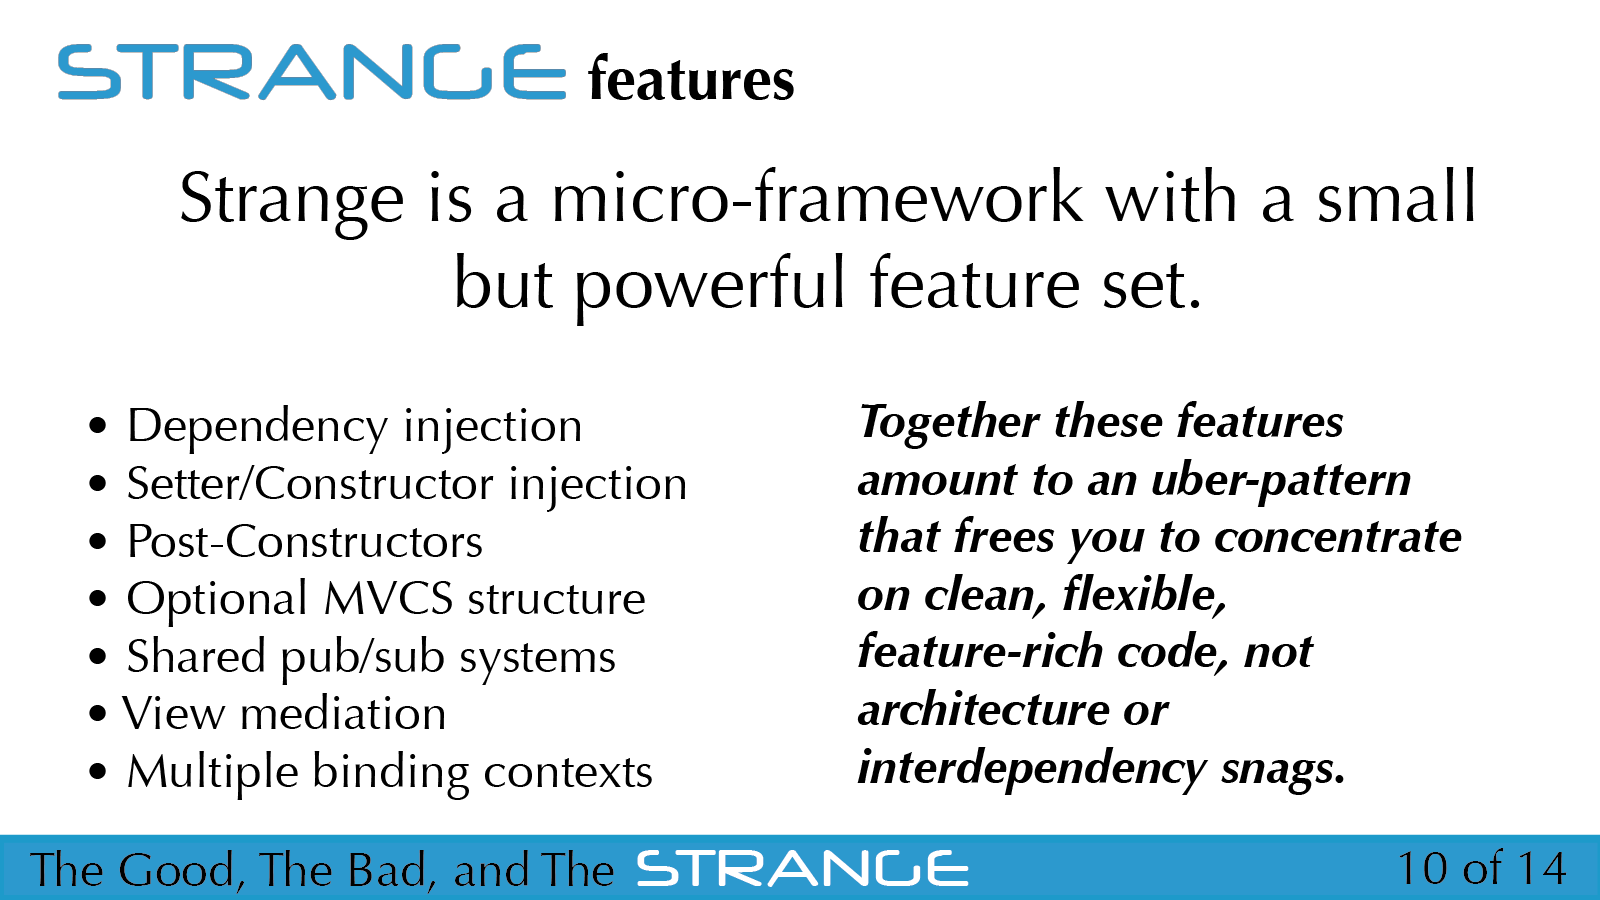 STRANGE features
Strange is a micro-framework with a small
but powerful feature set.
• Dependency injection
• Setter/Constructor injection
• Post-Constructors
• Optional MVCS structure
• Shared pub/sub systems
• View mediation
• Multiple binding contexts
Together these features
amount to an uber-pattern
that frees you to concentrate
on clean, flexible,
feature-rich code, not
architecture or
interdependency snags.
The Good, The Bad, and The STRANGE
10 of 14